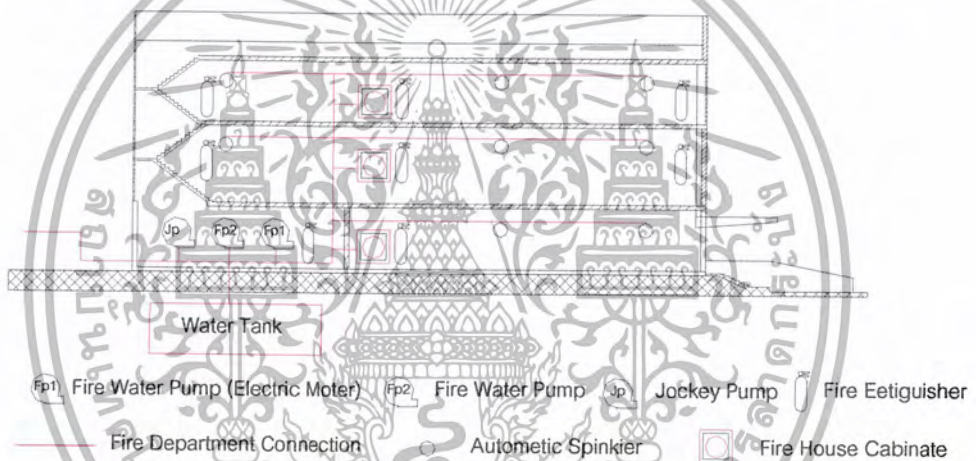 Jp Fp2 Fp1
Water Tank
Fp1 Fire Water Pump (Electric Moter) Fp2 Fire Water Pump Jp Jockey Pump Fire Eetiguisher
Fire Department Connection Autometic Spinkier Fire House Cabinate